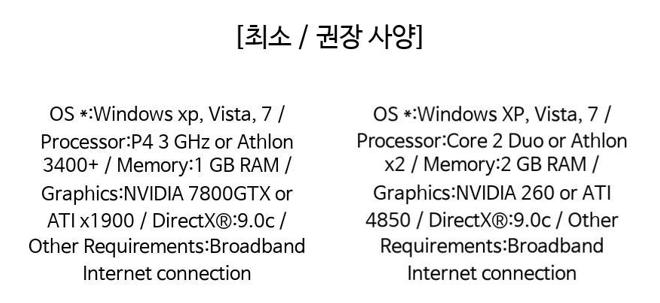 [최소 / 권장 사양]
OS *:Windows xp, Vista, 7 /
Processor:P4 3 GHz or Athlon
3400+ / Memory:1 GB RAM /
Graphics:NVIDIA 7800GTX or
ATI x1900 / DirectX®:9.0c /
Other Requirements:Broadband
Internet connection
OS *:Windows XP, Vista, 7 /
Processor:Core 2 Duo or Athlon
x2 / Memory:2 GB RAM /
Graphics:NVIDIA 260 or ATI
4850 / DirectX®:9.0c / Other
Requirements:Broadband
Internet connection